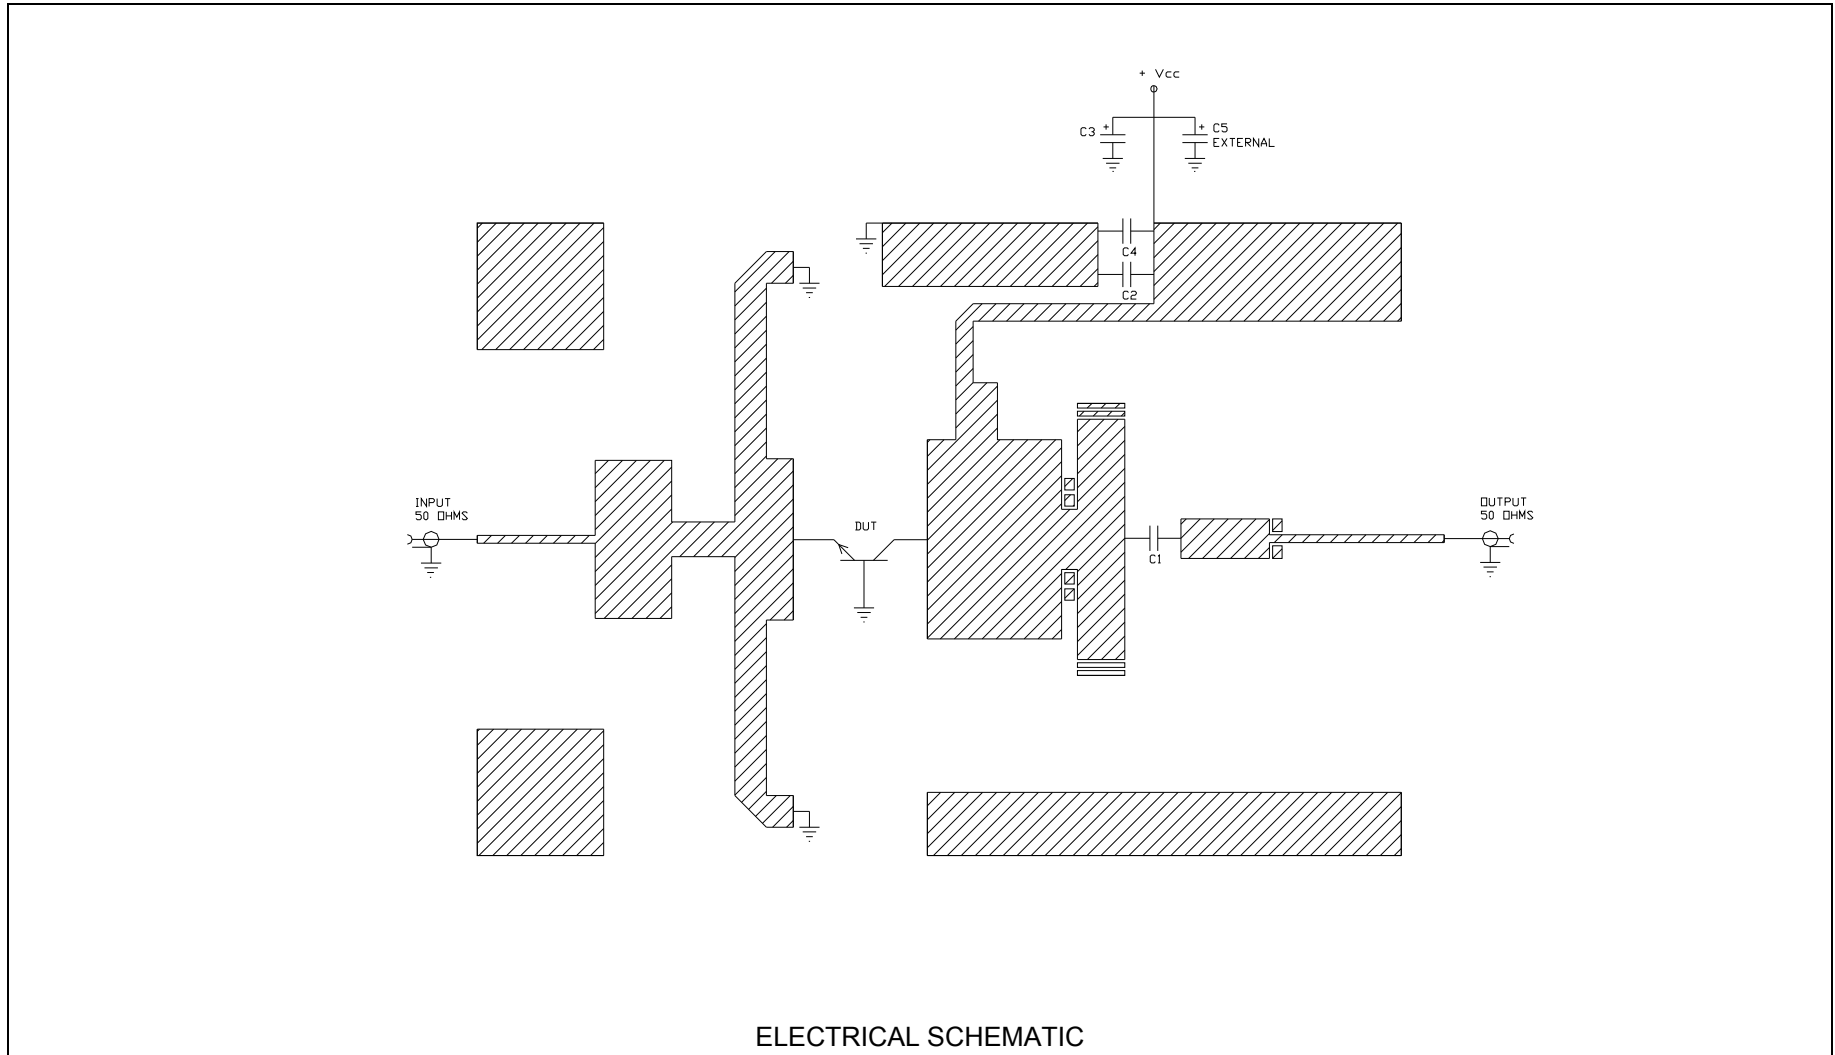 + Vcc
C3 +
+ C5
EXTERNAL
C4
C2
INPUT
50 OHMS
DUT
C1
OUTPUT
50 OHMS
ELECTRICAL SCHEMATIC